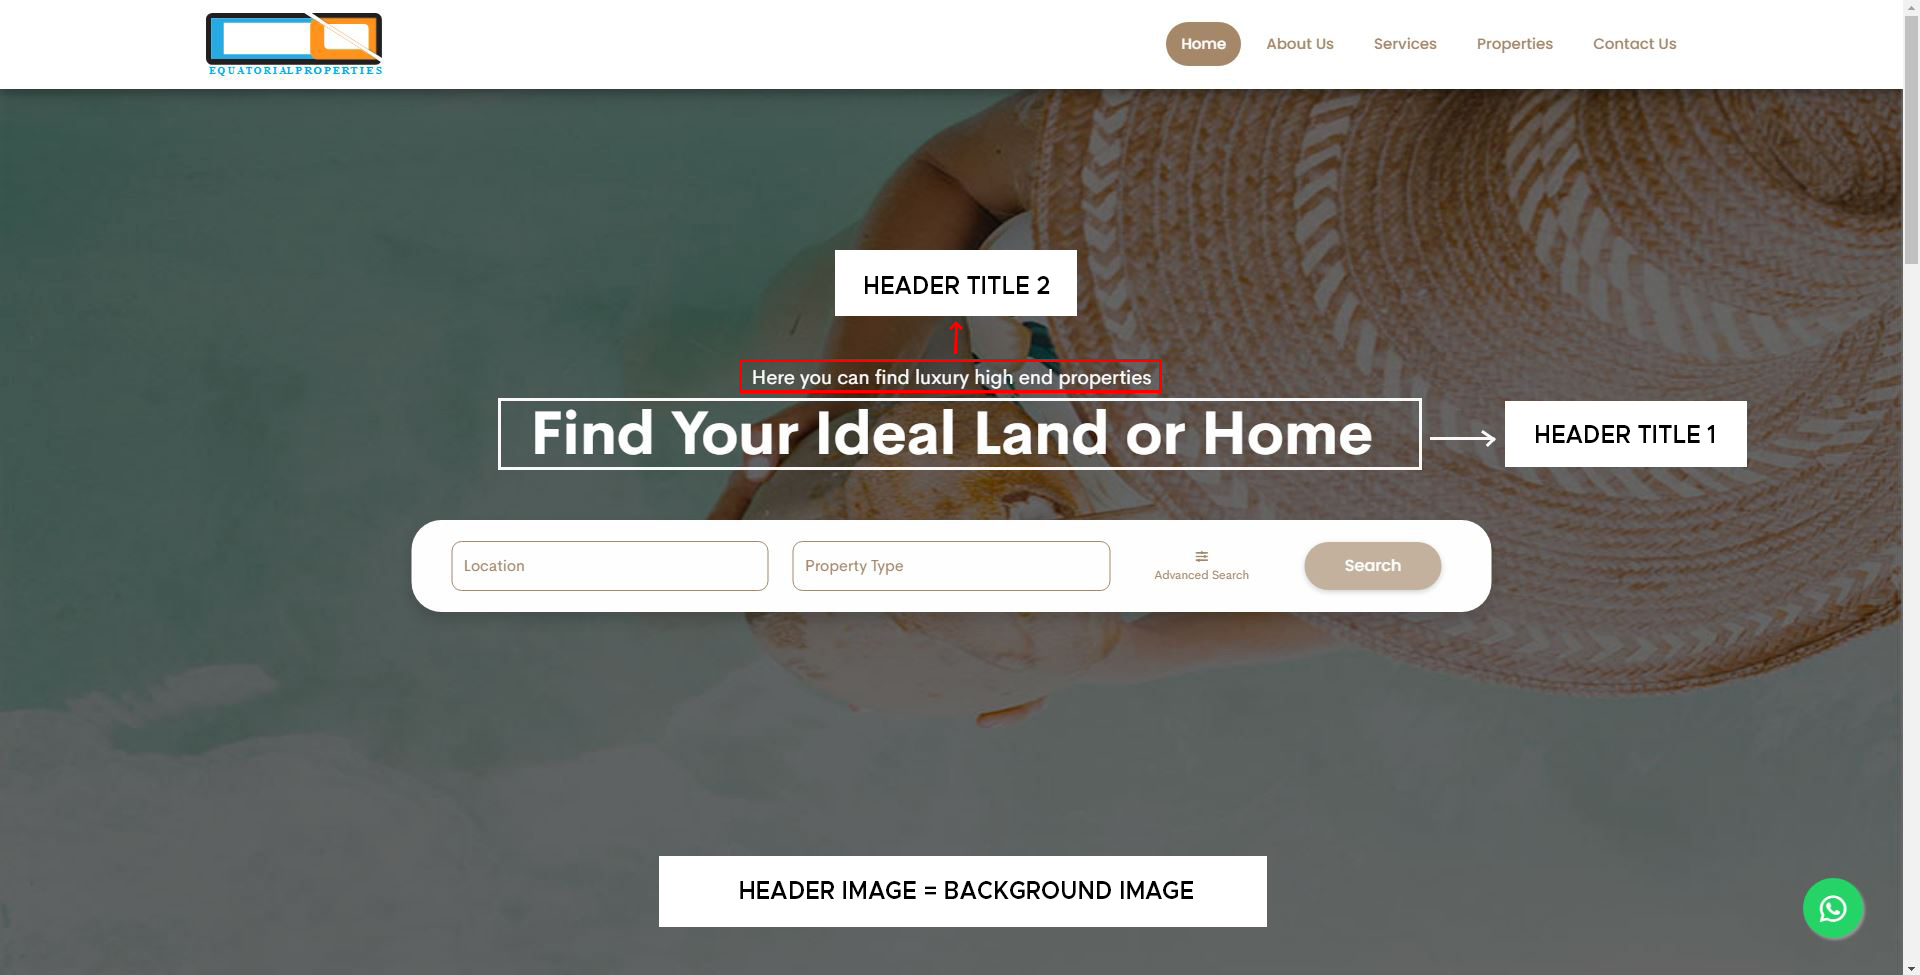 EQUATORIALPROPERTIES
Home
About Us
Services
Properties
Contact Us
HEADER TITLE 2
Here you can find luxury high end properties
Find Your Ideal Land or Home
HEADER TITLE 1
Location
Property Type
Advanced Search
Search
HEADER IMAGE = BACKGROUND IMAGE